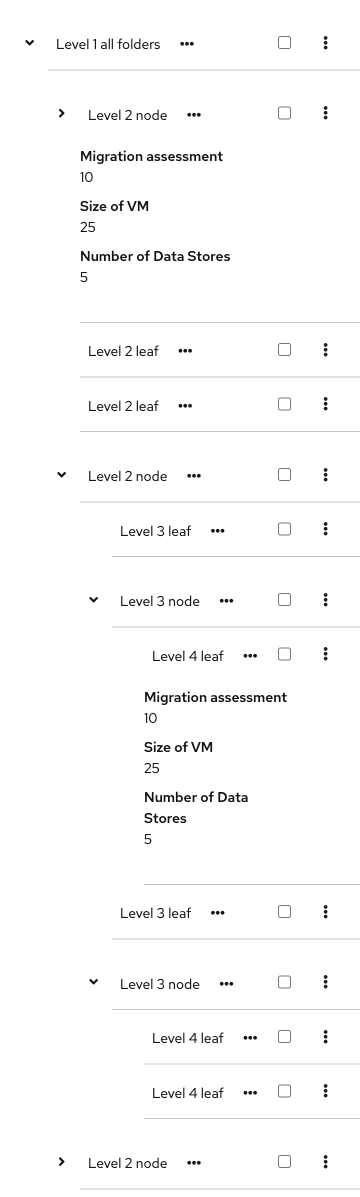 Level 1 all folders
Level 2 node
Migration assessment
10
Size of VM
25
Number of Data Stores
5
Level 2 leaf
Level 2 leaf
Level 2 node
Level 3 leaf
Level 3 node
Level 4 leaf
Migration assessment
10
Size of VM
25
Number of Data
Stores
5
Level 3 leaf
Level 3 node
Level 4 leaf
Level 4 leaf
Level 2 node